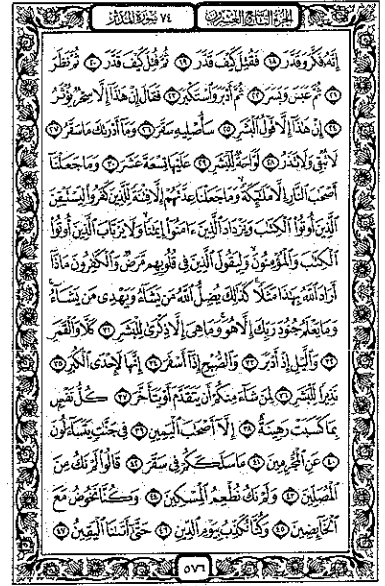 الجزء التاسع والعشرون ٧٤ سورة المدثر
إِنَّهُۥ فَكَّرَ وَقَدَّرَ ١٨ فَقُتِلَ كَيۡفَ قَدَّرَ ١٩ ثُمَّ قُتِلَ كَيۡفَ قَدَّرَ ٢٠ ثُمَّ نَظَرَ
٢١ ثُمَّ عَبَسَ وَبَسَرَ ٢٢ ثُمَّ أَدۡبَرَ وَٱسۡتَكۡبَرَ ٢٣ فَقَالَ إِنۡ هَٰذَآ إِلَّا سِحۡرٞ يُؤۡثَرُ
٢٤ إِنۡ هَٰذَآ إِلَّا قَوۡلُ ٱلۡبَشَرِ ٢٥ سَأُصۡلِيهِ سَقَرَ ٢٦ وَمَآ أَدۡرَىٰكَ مَا سَقَرُ ٢٧
لَا تُبۡقِي وَلَا تَذَرُ ٢٨ لَوَّاحَةٞ لِّلۡبَشَرِ ٢٩ عَلَيۡهَا تِسۡعَةَ عَشَرَ ٣٠ وَمَا جَعَلۡنَآ
أَصۡحَٰبَ ٱلنَّارِ إِلَّا مَلَٰٓئِكَةٗۖ وَمَا جَعَلۡنَا عِدَّتَهُمۡ إِلَّا فِتۡنَةٗ لِّلَّذِينَ كَفَرُواْ لِيَسۡتَيۡقِنَ
ٱلَّذِينَ أُوتُواْ ٱلۡكِتَٰبَ وَيَزۡدَادَ ٱلَّذِينَ ءَامَنُوٓاْ إِيمَٰنٗا وَلَا يَرۡتَابَ ٱلَّذِينَ أُوتُواْ
ٱلۡكِتَٰبَ وَٱلۡمُؤۡمِنُونَ وَلِيَقُولَ ٱلَّذِينَ فِي قُلُوبِهِم مَّرَضٞ وَٱلۡكَٰفِرُونَ مَاذَآ
أَرَادَ ٱللَّهُ بِهَٰذَا مَثَلٗاۚ كَذَٰلِكَ يُضِلُّ ٱللَّهُ مَن يَشَآءُ وَيَهۡدِي مَن يَشَآءُۚ
وَمَا يَعۡلَمُ جُنُودَ رَبِّكَ إِلَّا هُوَۚ وَمَا هِيَ إِلَّا ذِكۡرَىٰ لِلۡبَشَرِ ٣١ كَلَّا وَٱلۡقَمَرِ
٣٢ وَٱلَّيۡلِ إِذۡ أَدۡبَرَ ٣٣ وَٱلصُّبۡحِ إِذَآ أَسۡفَرَ ٣٤ إِنَّهَا لَإِحۡدَى ٱلۡكُبَرِ ٣٥
نَذِيرٗا لِّلۡبَشَرِ ٣٦ لِمَن شَآءَ مِنكُمۡ أَن يَتَقَدَّمَ أَوۡ يَتَأَخَّرَ ٣٧ كُلُّ نَفۡسِۭ
بِمَا كَسَبَتۡ رَهِينَةٌ ٣٨ إِلَّآ أَصۡحَٰبَ ٱلۡيَمِينِ ٣٩ فِي جَنَّٰتٖ يَتَسَآءَلُونَ
٤٠ عَنِ ٱلۡمُجۡرِمِينَ ٤١ مَا سَلَكَكُمۡ فِي سَقَرَ ٤٢ قَالُواْ لَمۡ نَكُ مِنَ
ٱلۡمُصَلِّينَ ٤٣ وَلَمۡ نَكُ نُطۡعِمُ ٱلۡمِسۡكِينَ ٤٤ وَكُنَّا نَخُوضُ مَعَ
ٱلۡخَآئِضِينَ ٤٥ وَكُنَّا نُكَذِّبُ بِيَوۡمِ ٱلدِّينِ ٤٦ حَتَّىٰٓ أَتَىٰنَا ٱلۡيَقِينُ ٤٧
٥٧٦